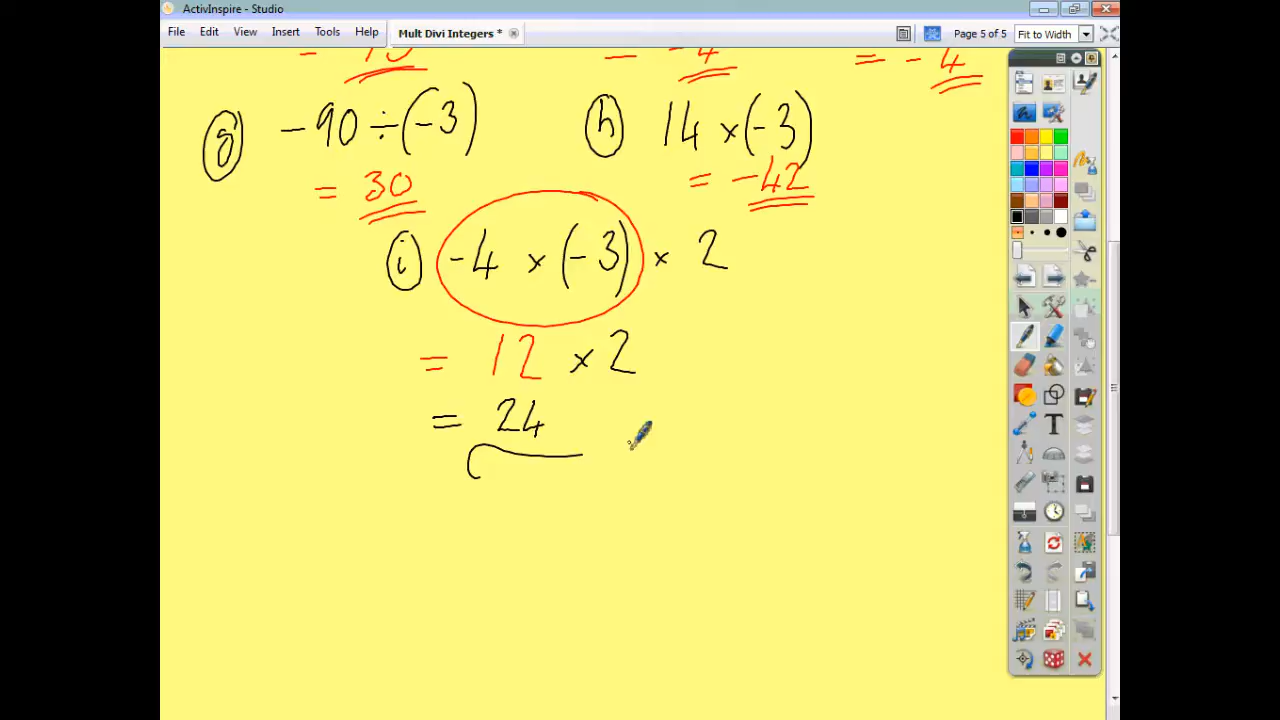 ActivInspire - Studio
File Edit View Insert Tools Help Mult Divi Integers * Page 5 of 5 Fit to Width
= -4 = -4
g -90 ÷ (-3) h 14 × (-3)
= 30 = -42
i -4 × (-3) × 2
= 12 × 2
= 24